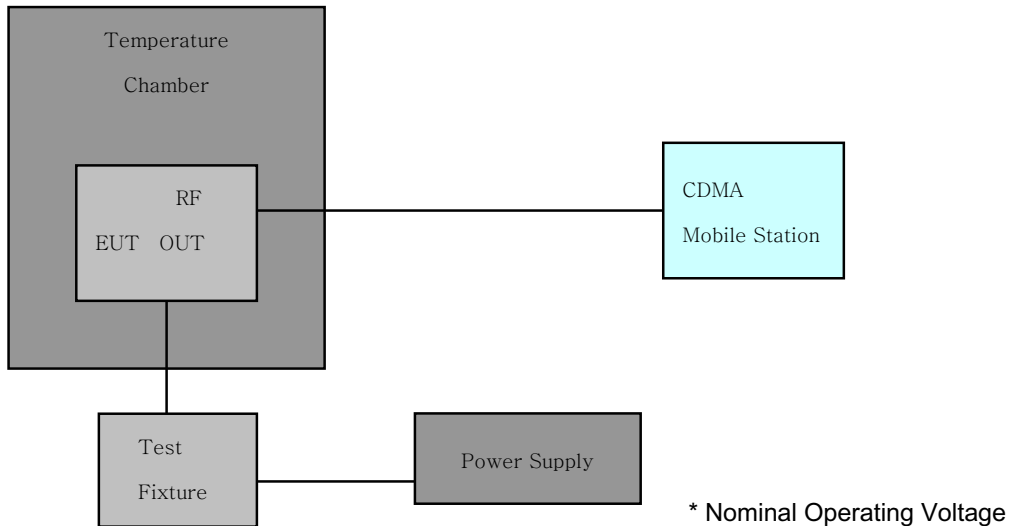 Temperature
Chamber
RF
EUT OUT
CDMA
Mobile Station
Test
Fixture
Power Supply
* Nominal Operating Voltage